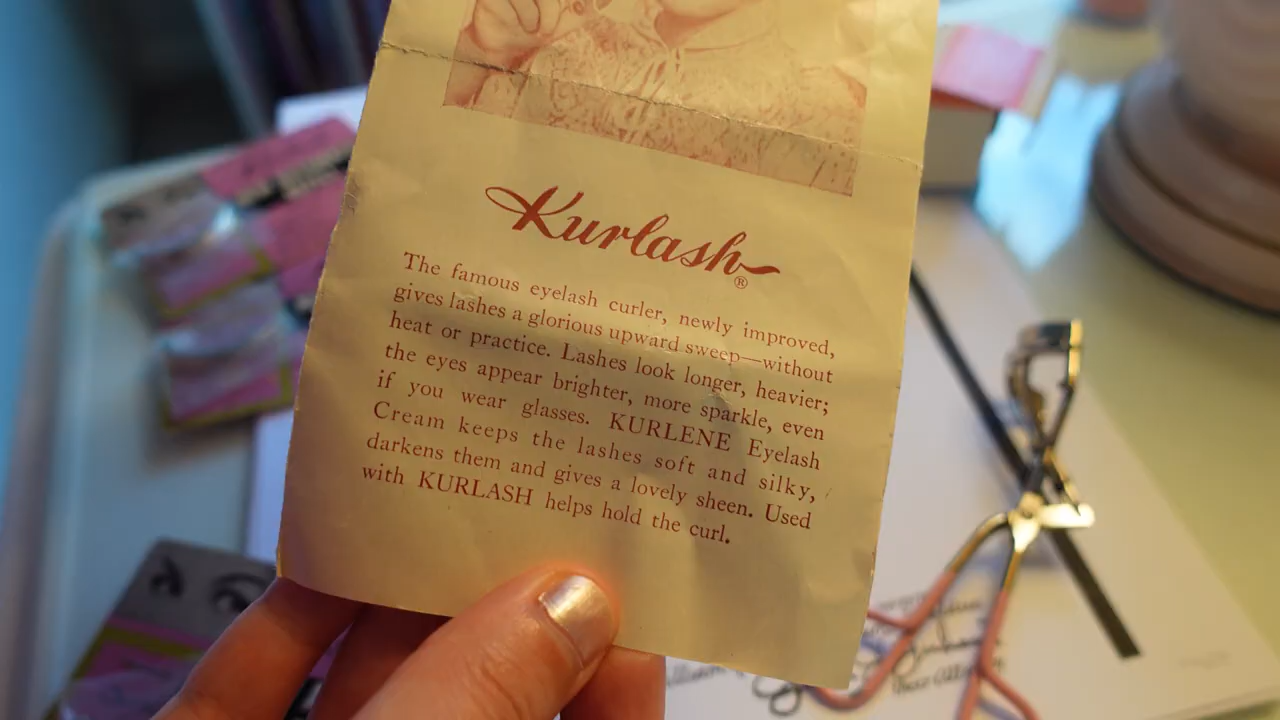 Kurlash
®
The famous eyelash curler, newly improved,
gives lashes a glorious upward sweep—without
heat or practice. Lashes look longer, heavier;
the eyes appear brighter, more sparkle, even
if you wear glasses. KURLENE Eyelash
Cream keeps the lashes soft and silky,
darkens them and gives a lovely sheen. Used
with KURLASH helps hold the curl.